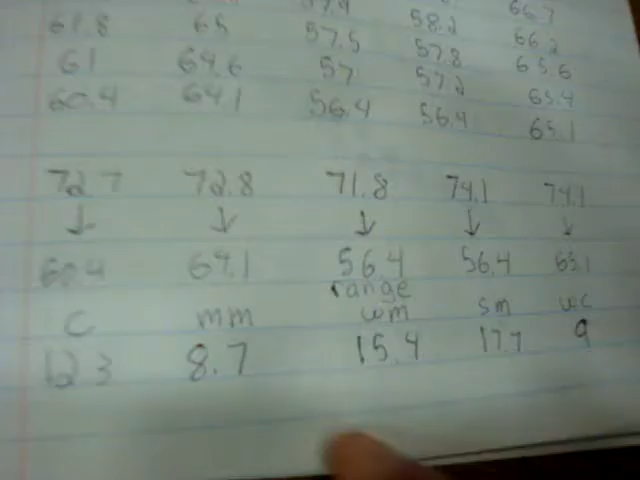 57.9 58.2 66.7
61.8 65 57.5 57.8 66.2
61 64.6 57 57.2 65.6
60.4 64.1 56.4 56.4 65.4
65.1
72.7 72.8 71.8 74.1 74.1
↓ ↓ ↓ ↓ ↓
60.4 64.1 56.4 56.4 65.1
range
C mm wm sm wc
12.3 8.7 15.4 17.7 9